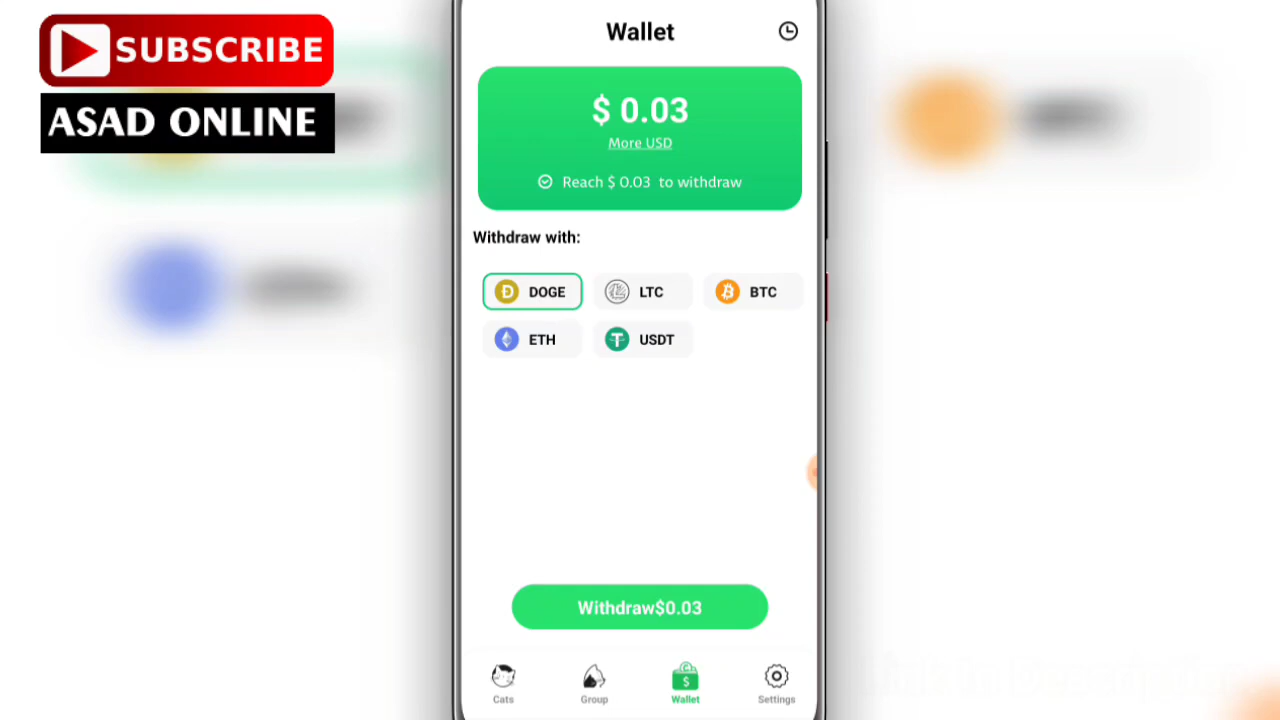 SUBSCRIBE
ASAD ONLINE
Wallet
$ 0.03
More USD
Reach $ 0.03 to withdraw
Withdraw with:
DOGE
LTC
BTC
ETH
USDT
Withdraw$0.03
Cats
Group
Wallet
Settings